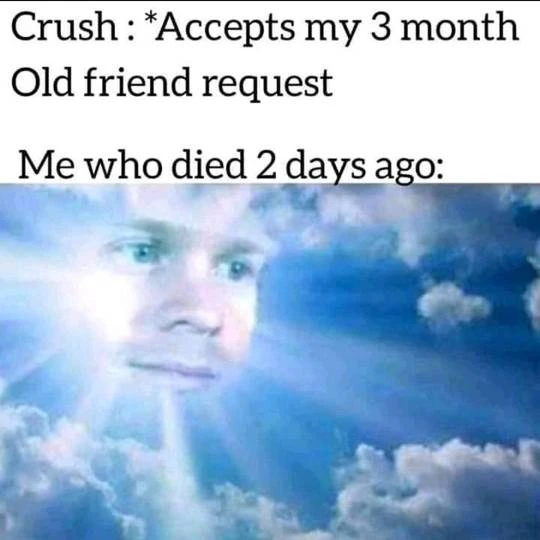 Crush : *Accepts my 3 month
Old friend request
Me who died 2 days ago: